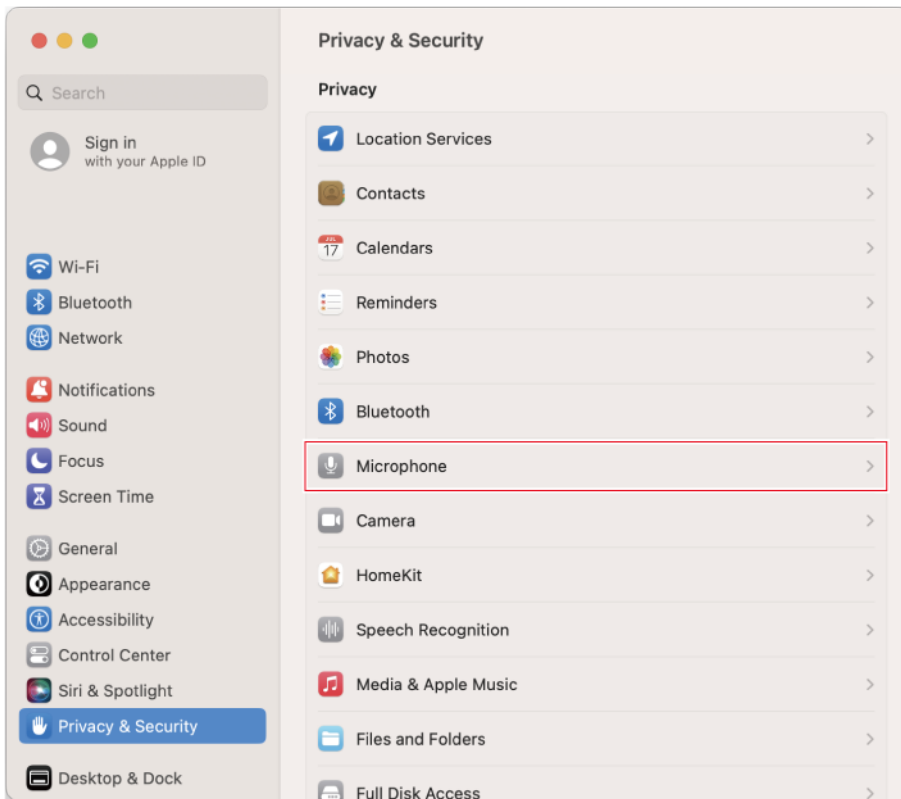 Search
Sign in
with your Apple ID
Wi-Fi
Bluetooth
Network
Notifications
Sound
Focus
Screen Time
General
Appearance
Accessibility
Control Center
Siri & Spotlight
Privacy & Security
Desktop & Dock
Privacy & Security
Privacy
Location Services
Contacts
JUL
17
Calendars
Reminders
Photos
Bluetooth
Microphone
Camera
HomeKit
Speech Recognition
Media & Apple Music
Files and Folders
Full Disk Access